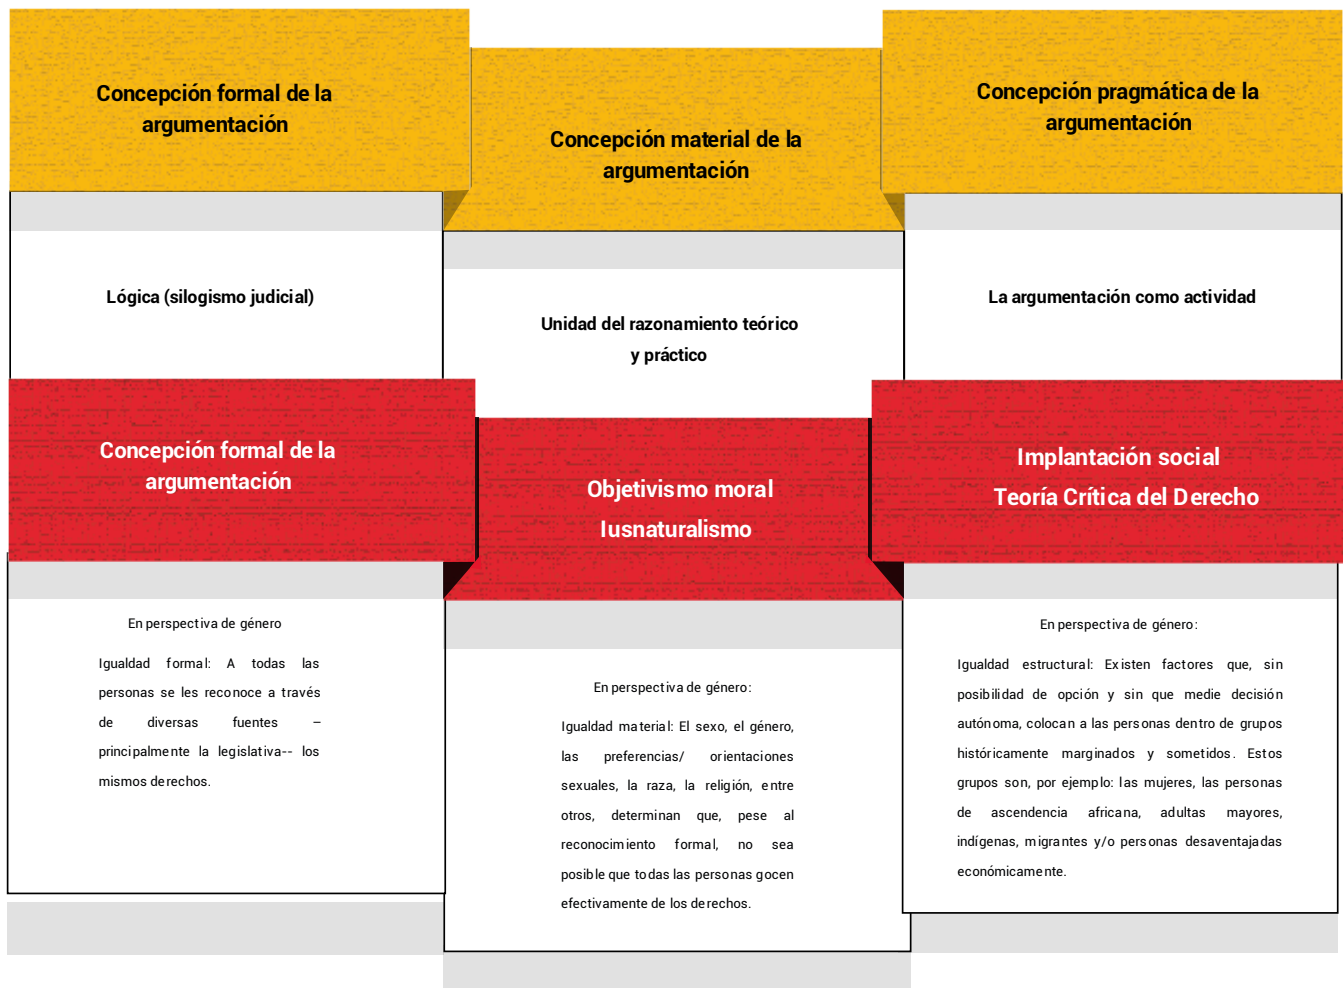 Concepción formal de la
argumentación
Lógica (silogismo judicial)
Concepción material de la
argumentación
Unidad del razonamiento teórico
y práctico
Concepción pragmática de la
argumentación
La argumentación como actividad
Concepción formal de la
argumentación
En perspectiva de género
Igualdad formal: A todas las
personas se les reconoce a través
de diversas fuentes –
principalmente la legislativa-- los
mismos derechos.
Objetivismo moral
Iusnaturalismo
En perspectiva de género:
Igualdad material: El sexo, el género,
las preferencias/ orientaciones
sexuales, la raza, la religión, entre
otros, determinan que, pese al
reconocimiento formal, no sea
posible que todas las personas gocen
efectivamente de los derechos.
Implantación social
Teoría Crítica del Derecho
En perspectiva de género:
Igualdad estructural: Existen factores que, sin
posibilidad de opción y sin que medie decisión
autónoma, colocan a las personas dentro de grupos
históricamente marginados y sometidos. Estos
grupos son, por ejemplo: las mujeres, las personas
de ascendencia africana, adultas mayores,
indígenas, migrantes y/o personas desaventajadas
económicamente.